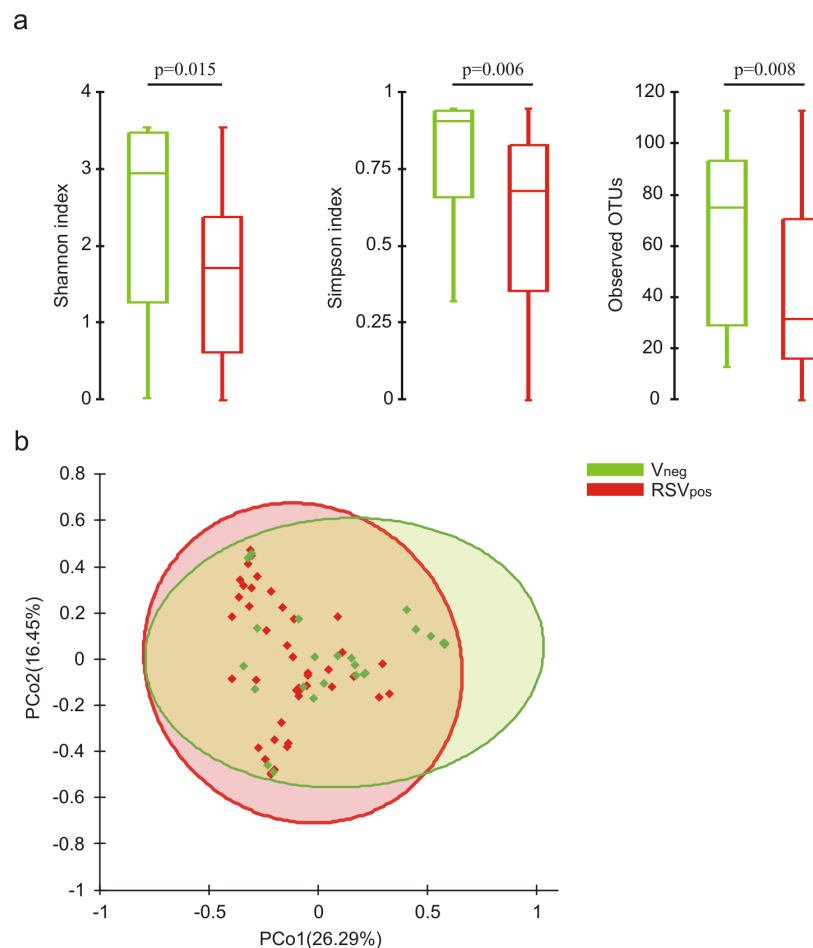 a
p=0.015
p=0.006
p=0.008
Shannon index
4
3
2
1
0
Simpson index
1
0.75
0.5
0.25
0
Observed OTUs
120
100
80
60
40
20
0
b
Vneg
RSVpos
PCo2(16.45%)
0.8
0.6
0.4
0.2
0
-0.2
-0.4
-0.6
-0.8
-1
-1
-0.5
0
0.5
1
PCo1(26.29%)